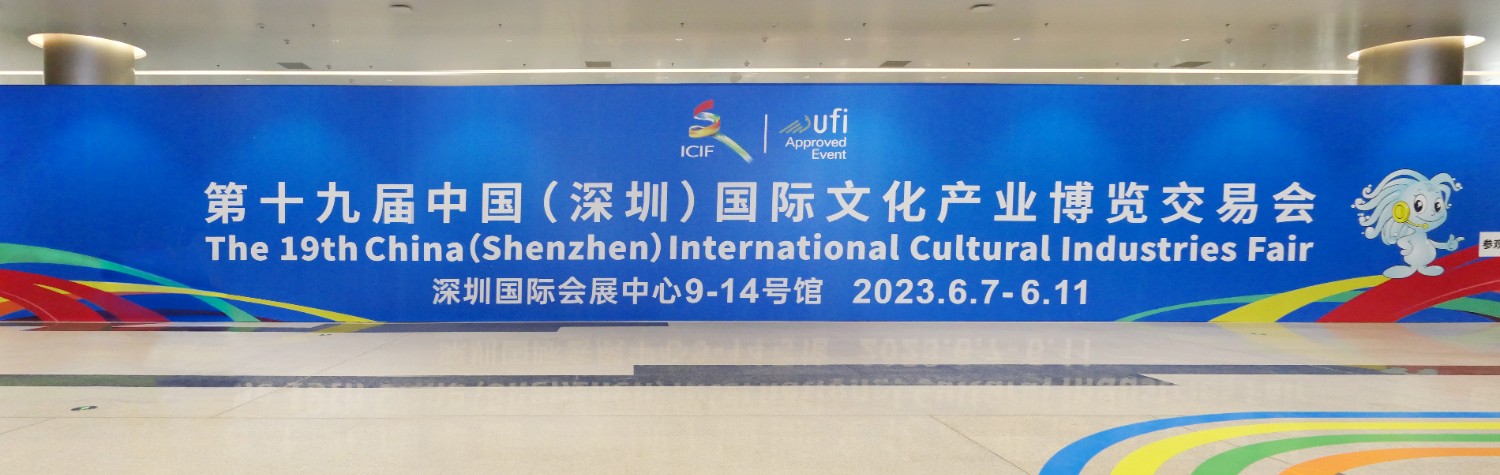 ICIF
ufi
Approved
Event
第十九届中国（深圳）国际文化产业博览交易会
The 19th China (Shenzhen) International Cultural Industries Fair
深圳国际会展中心9-14号馆 2023.6.7-6.11
参观